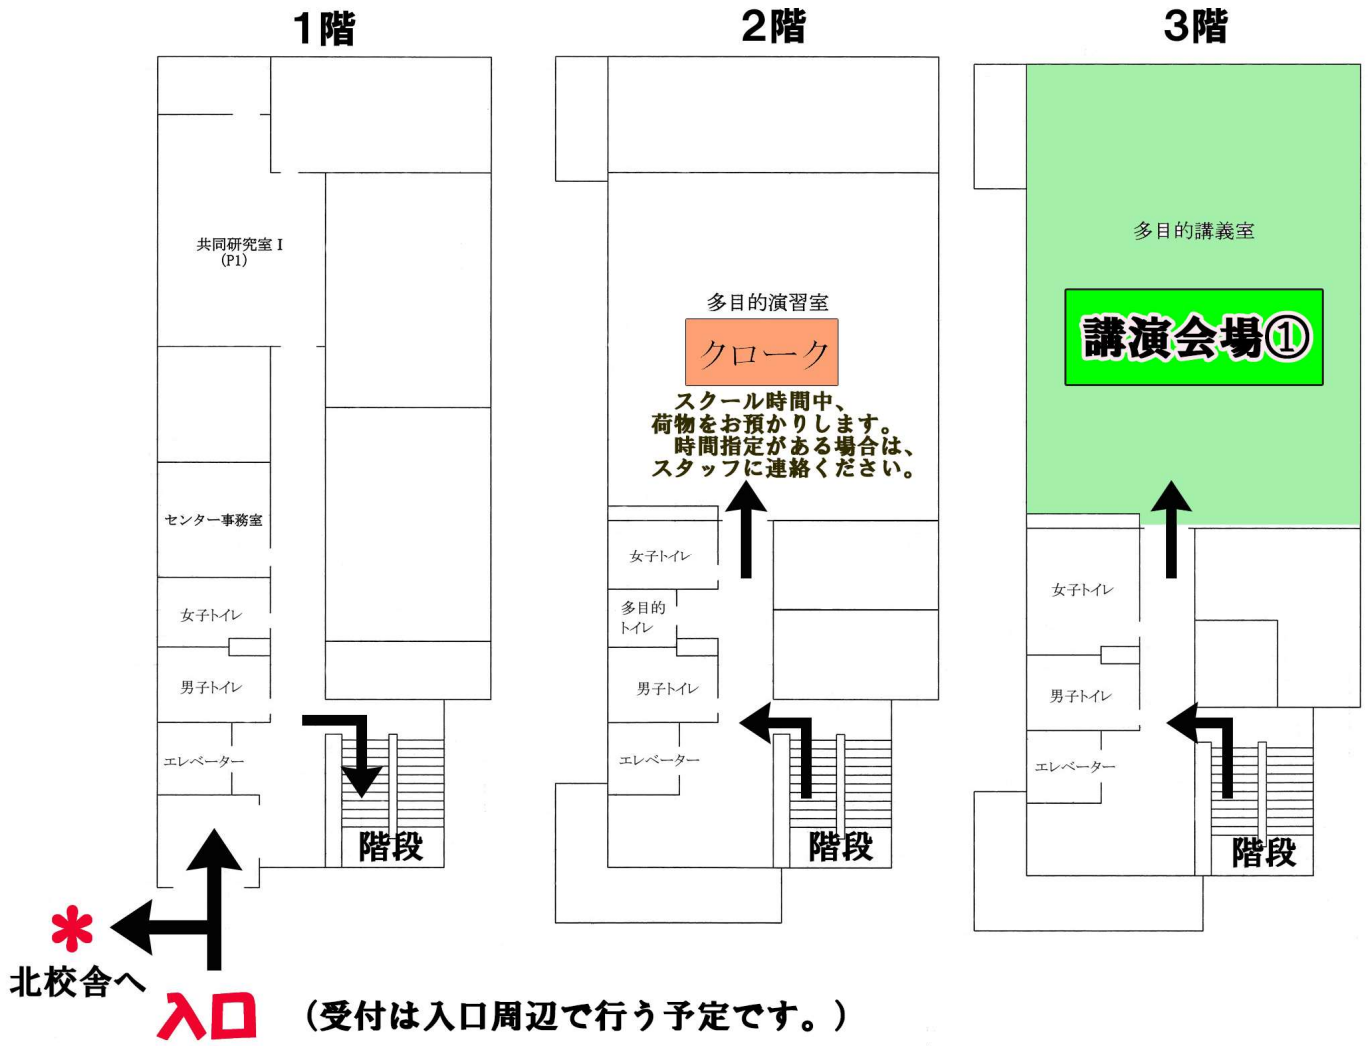 1階
共同研究室 I
(P1)
センター事務室
女子トイレ
男子トイレ
エレベーター
階段
＊
北校舎へ
入口
（受付は入口周辺で行う予定です。）
2階
多目的演習室
クローク
スクール時間中、
荷物をお預かりします。
時間指定がある場合は、
スタッフに連絡ください。
女子トイレ
多目的
トイレ
男子トイレ
エレベーター
階段
3階
多目的講義室
講演会場①
女子トイレ
男子トイレ
エレベーター
階段